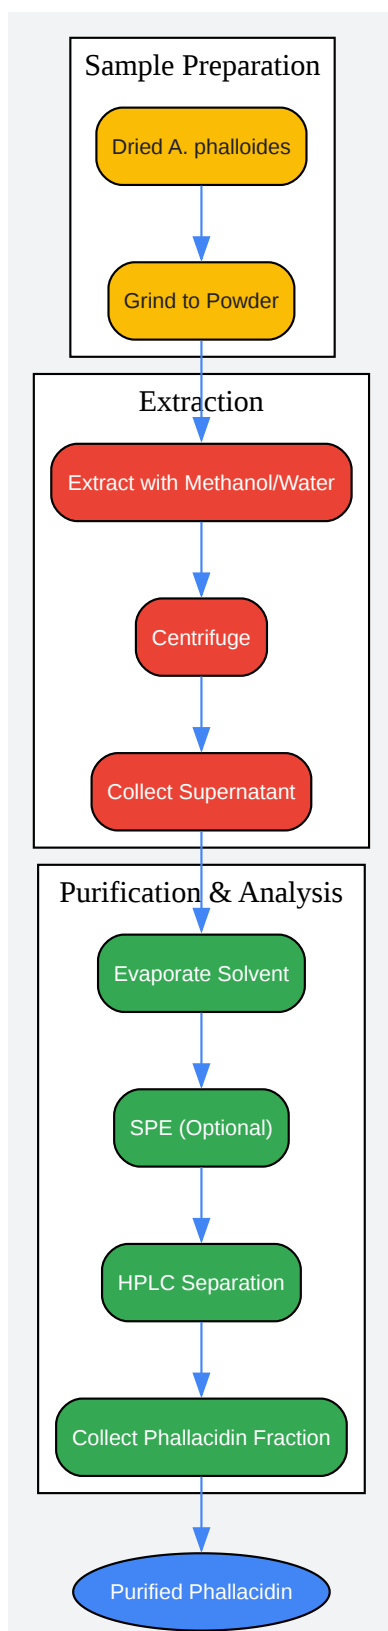 Sample Preparation
Dried A. phalloides
Grind to Powder
Extraction
Extract with Methanol/Water
Centrifuge
Collect Supernatant
Purification & Analysis
Evaporate Solvent
SPE (Optional)
HPLC Separation
Collect Phallacidin Fraction
Purified Phallacidin